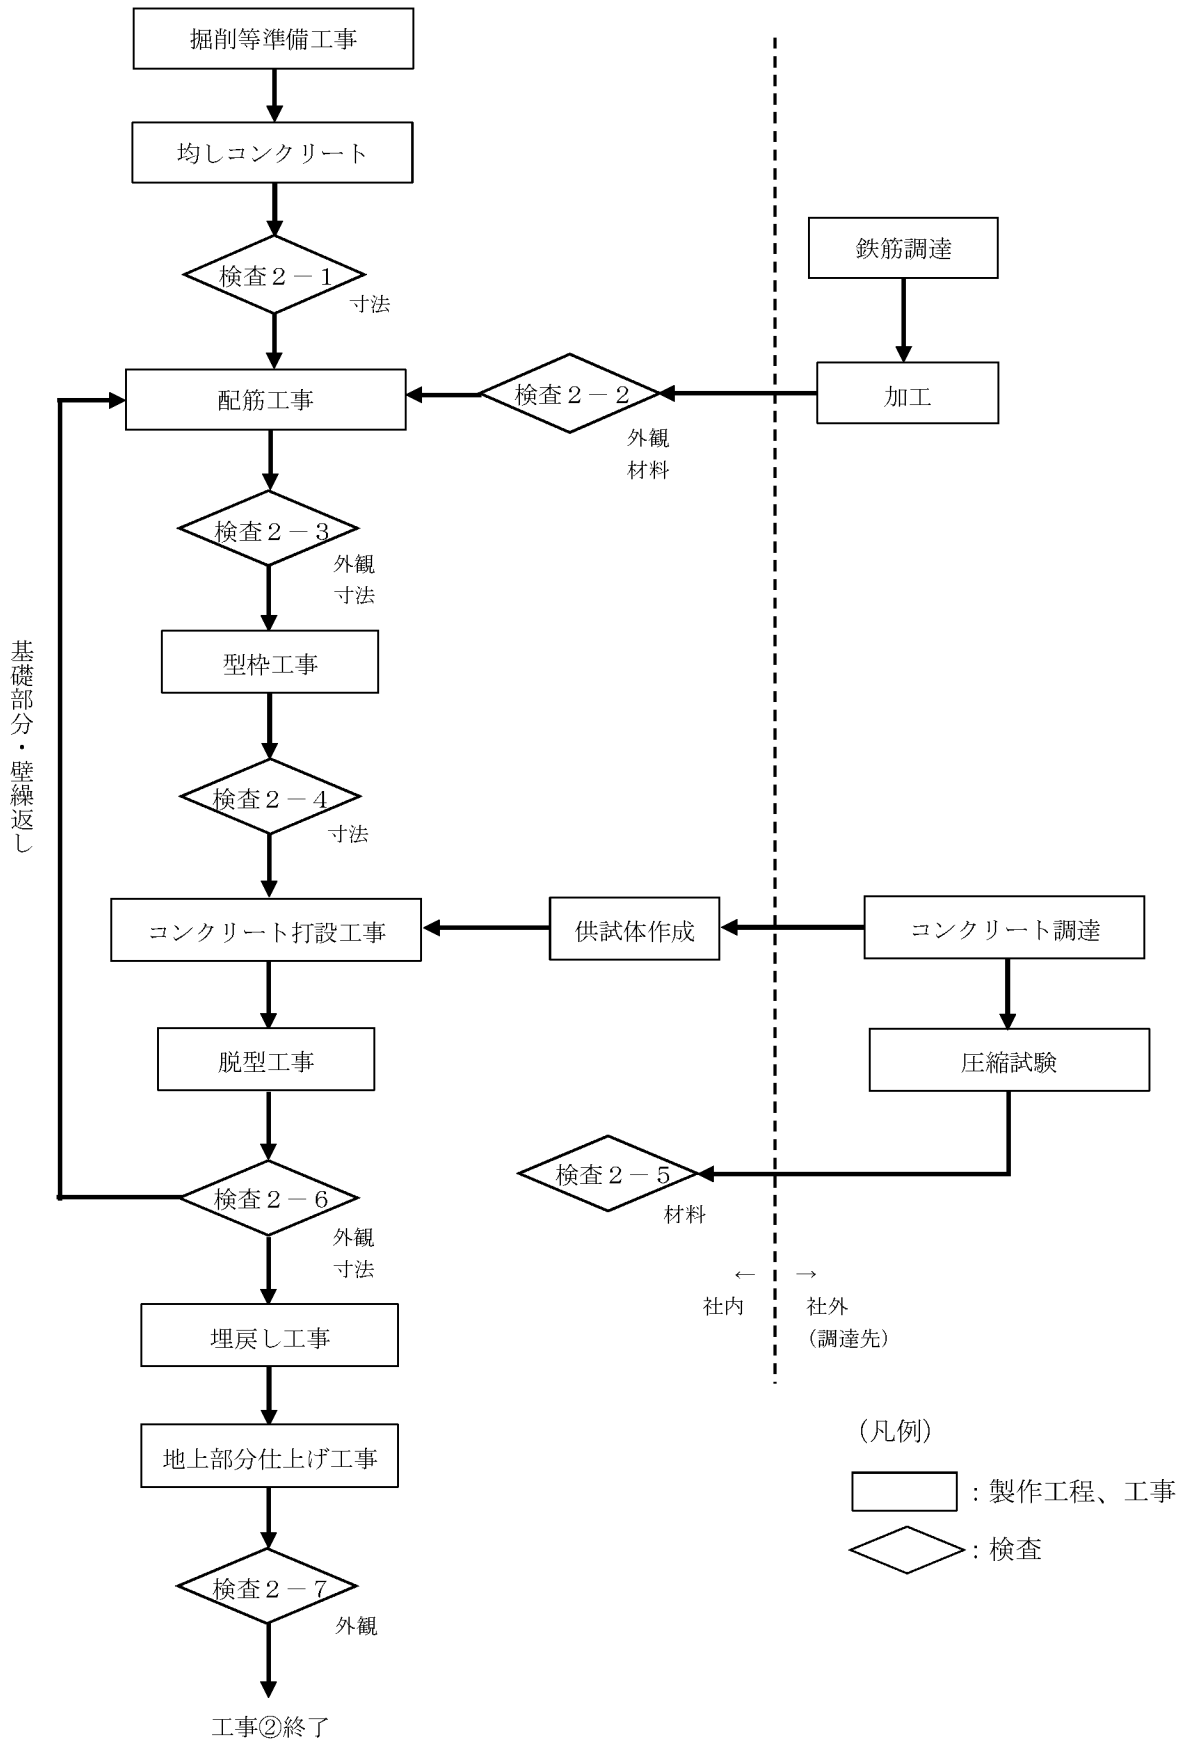 掘削等準備工事
均しコンクリート
検査２－１
寸法
鉄筋調達
配筋工事
検査２－２
外観
材料
加工
検査２－３
外観
寸法
型枠工事
基礎部分・壁繰返し
検査２－４
寸法
コンクリート打設工事
供試体作成
コンクリート調達
脱型工事
圧縮試験
検査２－５
材料
検査２－６
外観
寸法
← →
社内 社外
（調達先）
埋戻し工事
地上部分仕上げ工事
（凡例）
：製作工程、工事
：検査
検査２－７
外観
工事②終了